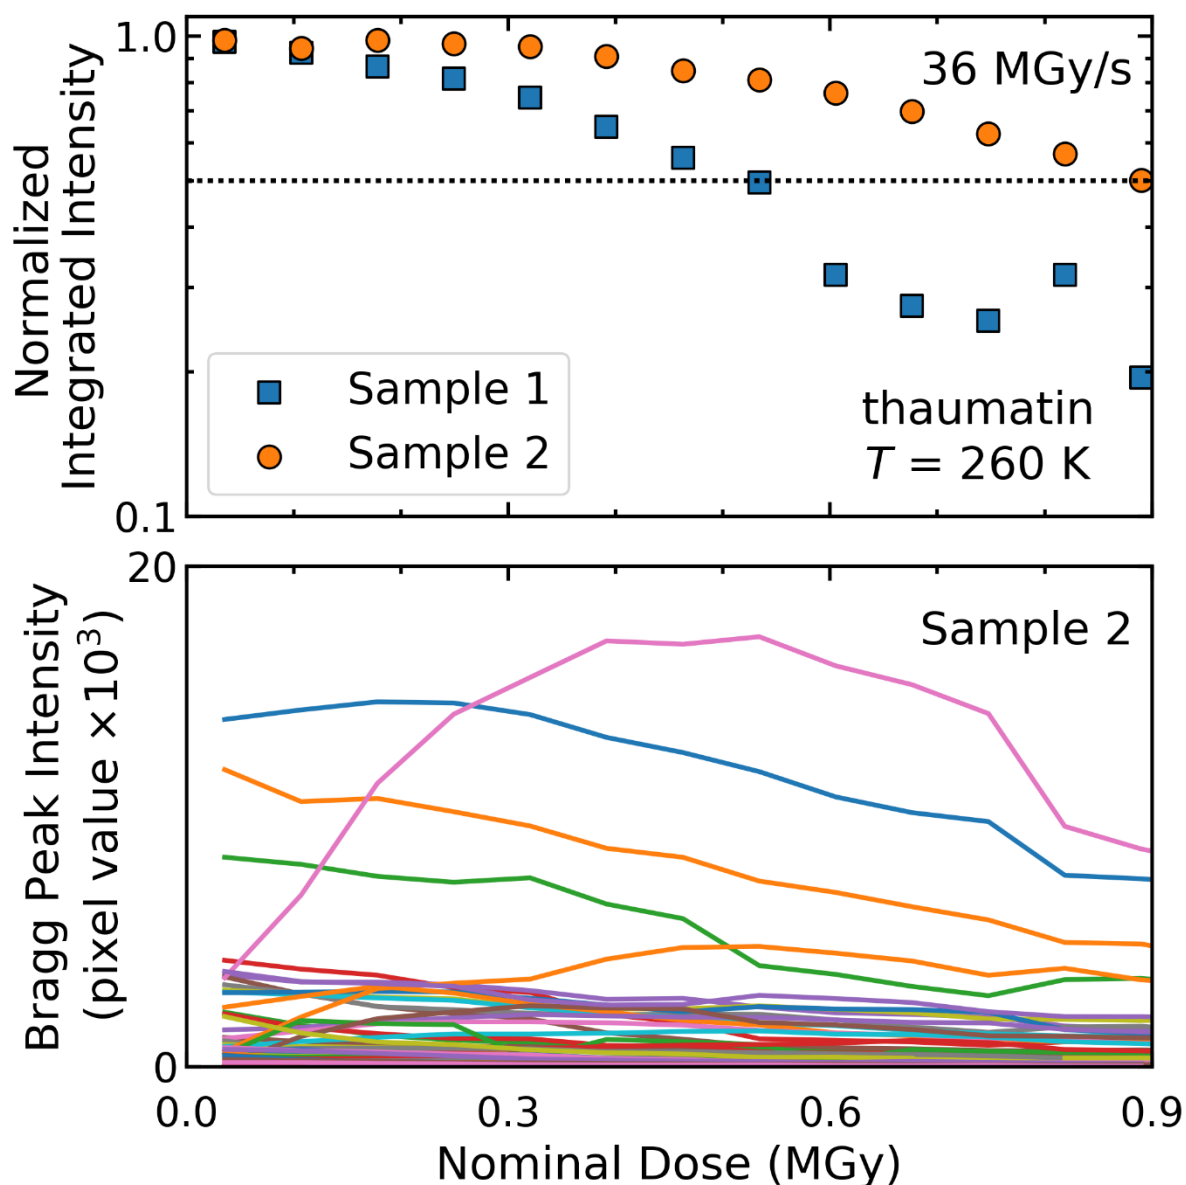 Normalized
Integrated Intensity
1.0
0.1
36 MGy/s
Sample 1
Sample 2
thaumatin
T = 260 K
Bragg Peak Intensity
(pixel value ×10³)
20
0
Sample 2
0.0 0.3 0.6 0.9
Nominal Dose (MGy)